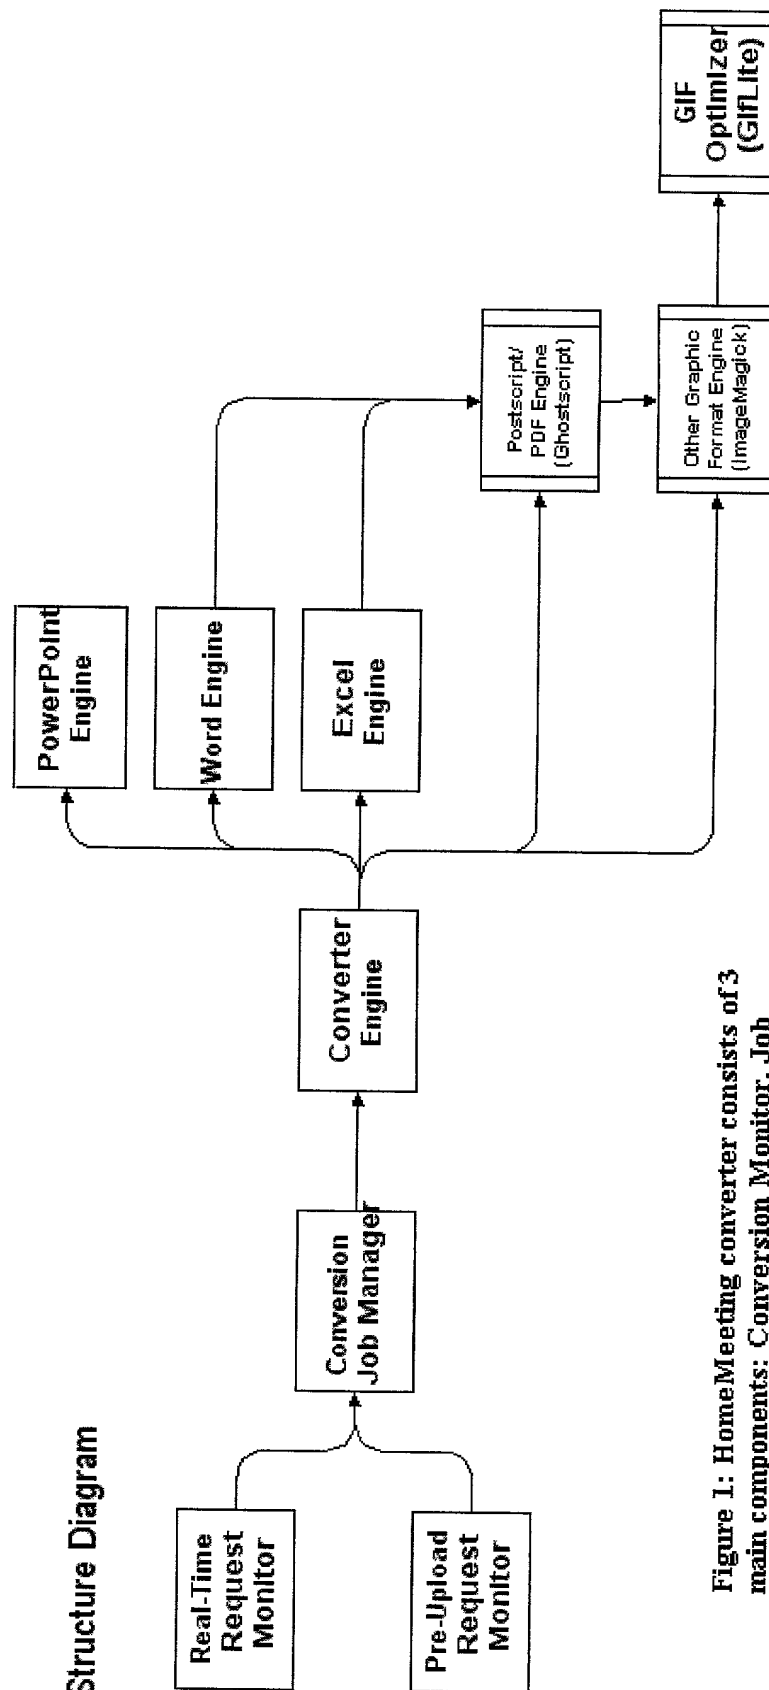 Structure Diagram
Real-Time
Request
Monitor
Pre-Upload
Request
Monitor
Conversion
Job Manager
Converter
Engine
PowerPoint
Engine
Word Engine
Excel
Engine
Postscript/
PDF Engine
(Ghostscript)
Other Graphic
Format Engine
(ImageMagick)
GIF
Optimizer
(GifLite)
Figure 1: HomeMeeting converter consists of 3
main components: Conversion Monitor, Job